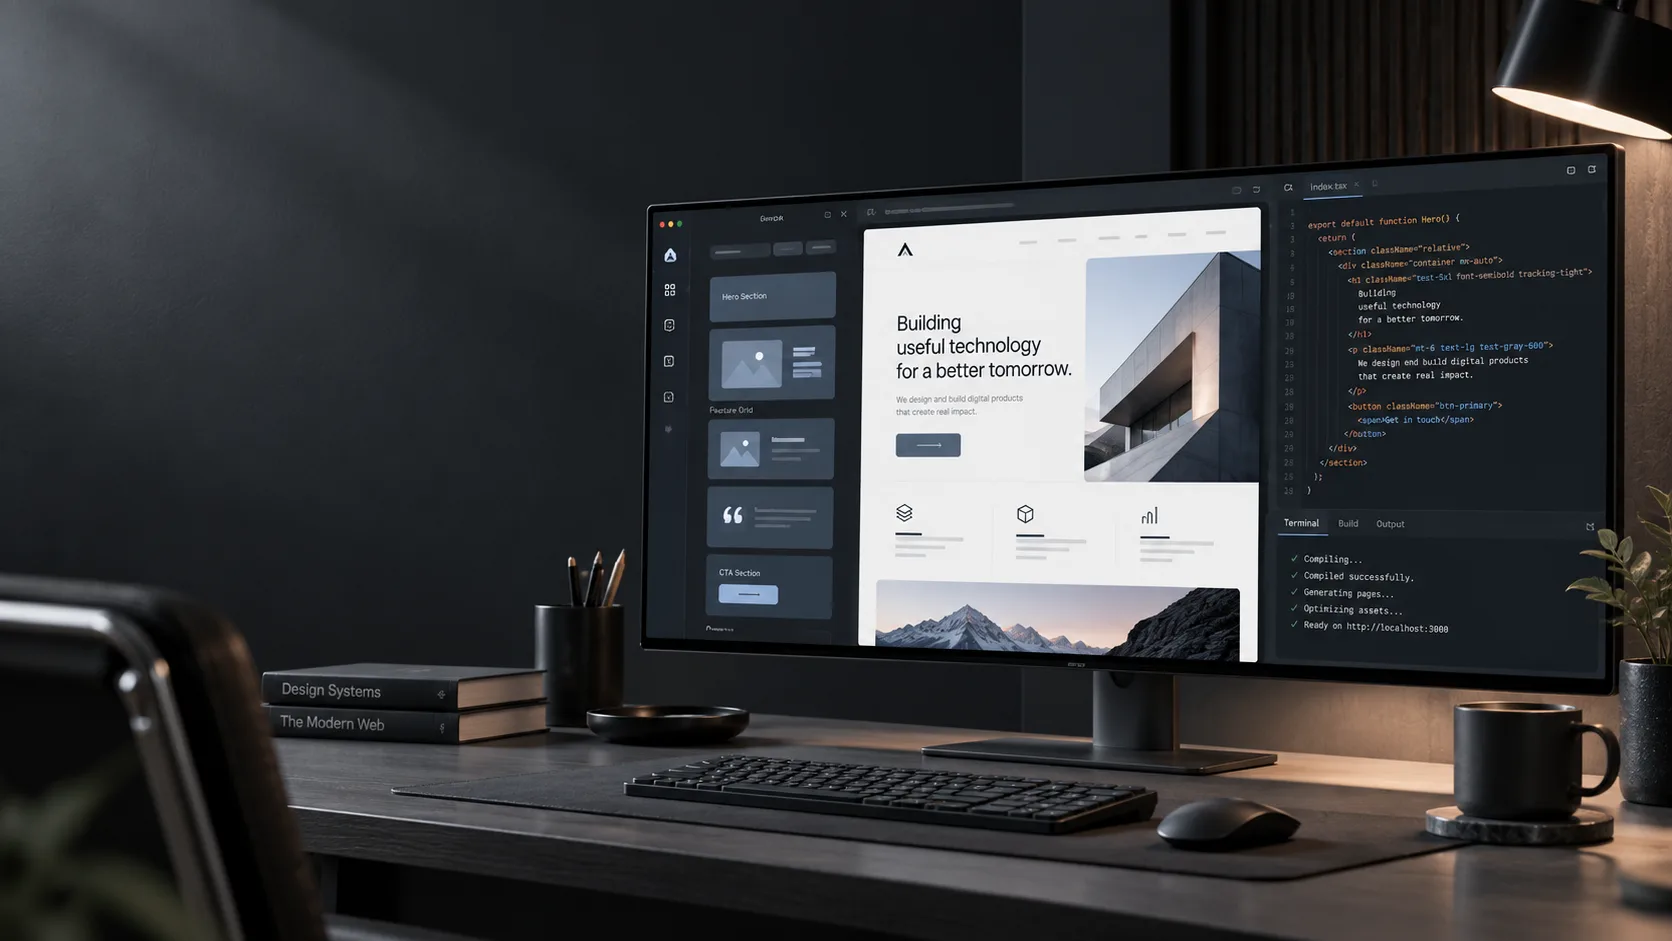 Hero Section
CTA Section
Building
useful technology
for a better tomorrow.
We design and build digital products
that create real impact.
index.tsx
export default function Hero() {
<section className="relative">
<div className="container mx-auto">
<h1 className="text-5xl font-semibold tracking-tight">
Building
useful technology
for a better tomorrow.
</h1>
<p className="mt-6 text-lg text-gray-600">
We design end build digital products
that create real impact.
</p>
<button className="btn-primary">
<span>Get in touch</span>
</button>
</div>
</section>
);
}
Terminal Build Output
✓ Compiling...
✓ Compiled successfully.
✓ Generating pages...
✓ Optimizing assets...
✓ Ready on http://localhost:3000
Design Systems
The Modern Web